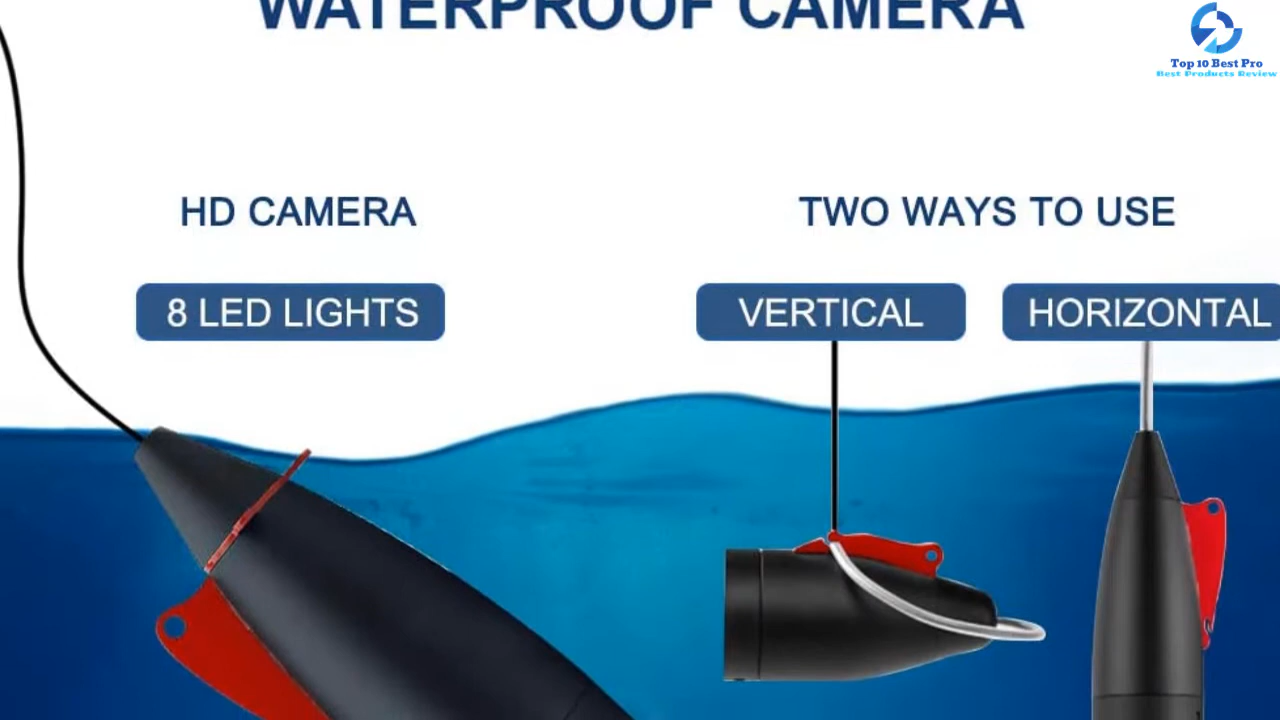 WATERPROOF CAMERA
Top 10 Best Pro
Best Products Review
HD CAMERA
TWO WAYS TO USE
8 LED LIGHTS
VERTICAL
HORIZONTAL